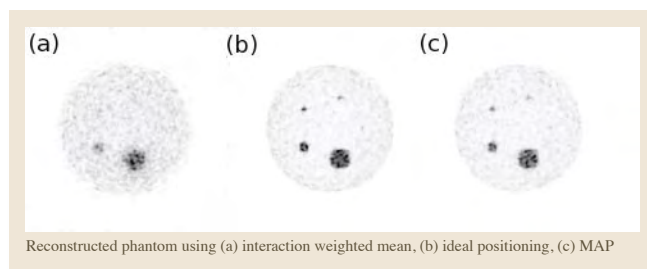 (a) (b) (c)
Reconstructed phantom using (a) interaction weighted mean, (b) ideal positioning, (c) MAP